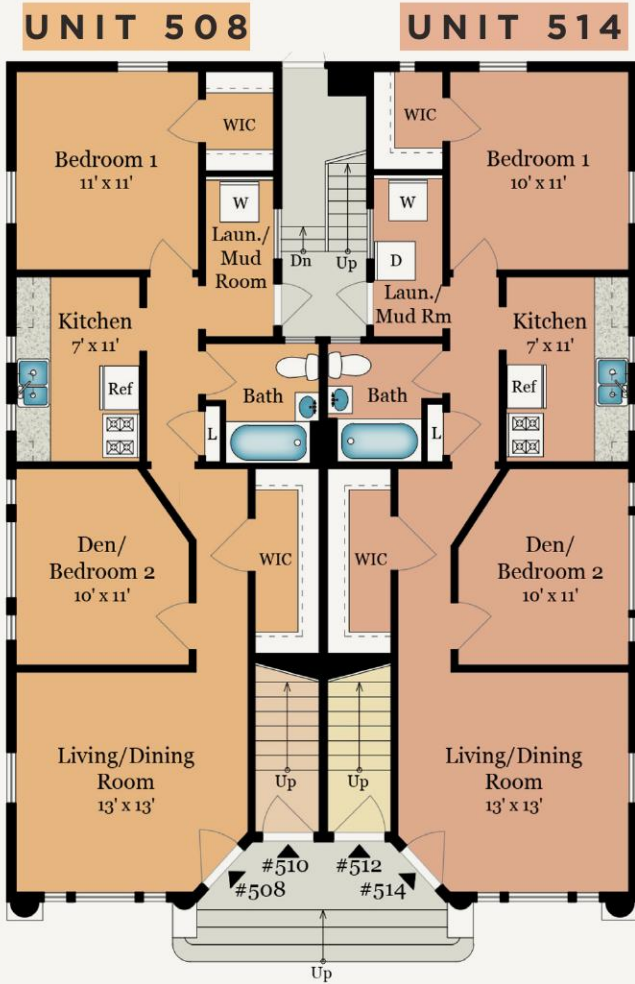 UNIT 508
UNIT 514
Bedroom 1
11' x 11'
WIC
WIC
Bedroom 1
10' x 11'
W
Laun./
Mud
Room
Dn
Up
W
D
Laun./
Mud Rm
Kitchen
7' x 11'
Ref
Bath
L
Bath
L
Kitchen
7' x 11'
Ref
Den/
Bedroom 2
10' x 11'
WIC
WIC
Den/
Bedroom 2
10' x 11'
Living/Dining
Room
13' x 13'
Up
Up
Living/Dining
Room
13' x 13'
#510
#512
#508
#514
Up